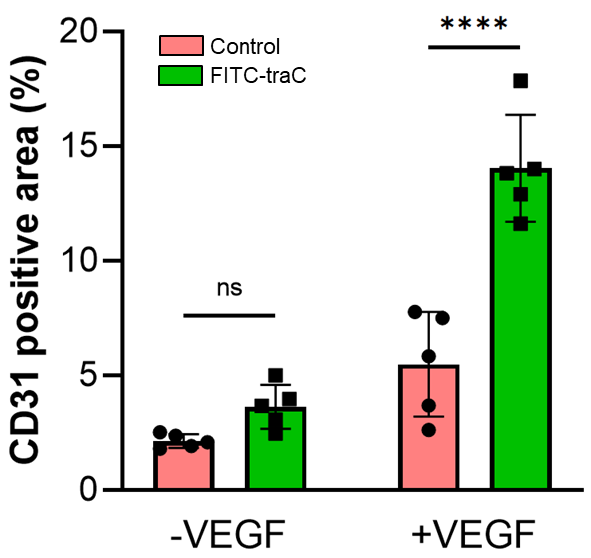 20
15
10
5
0
CD31 positive area (%)
Control
FITC-traC
ns
****
-VEGF
+VEGF